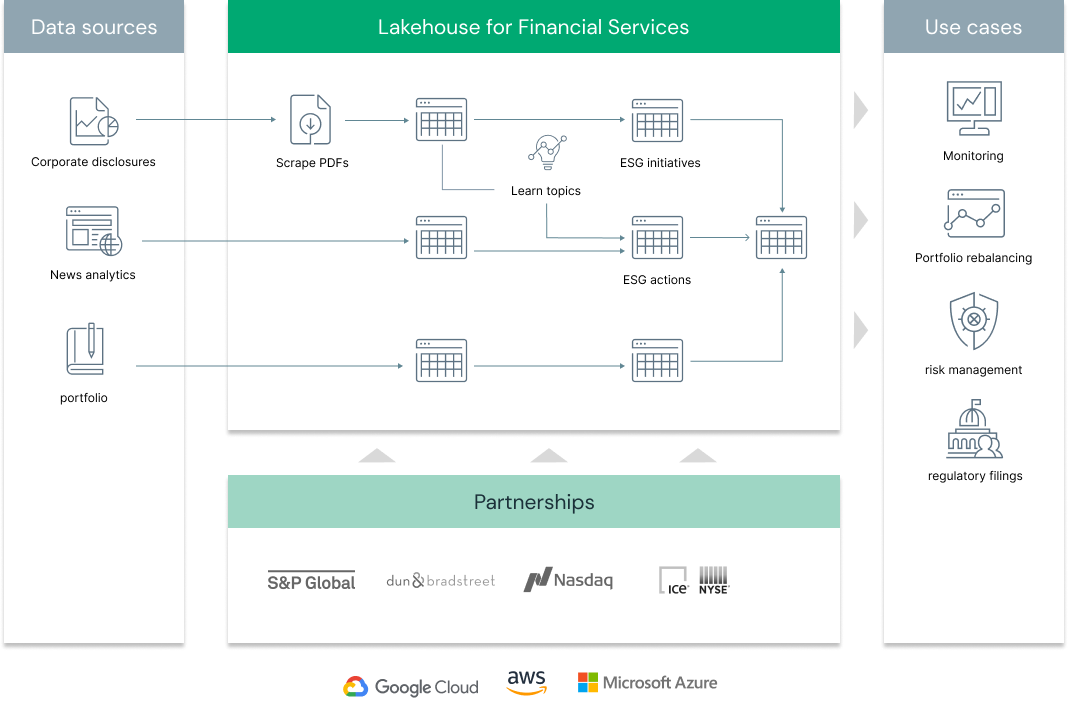 Data sources
Lakehouse for Financial Services
Use cases
Corporate disclosures
Scrape PDFs
Learn topics
ESG initiatives
Monitoring
News analytics
ESG actions
Portfolio rebalancing
portfolio
risk management
regulatory filings
Partnerships
S&P Global
dun&bradstreet
Nasdaq
ICE
NYSE
Google Cloud
aws
Microsoft Azure